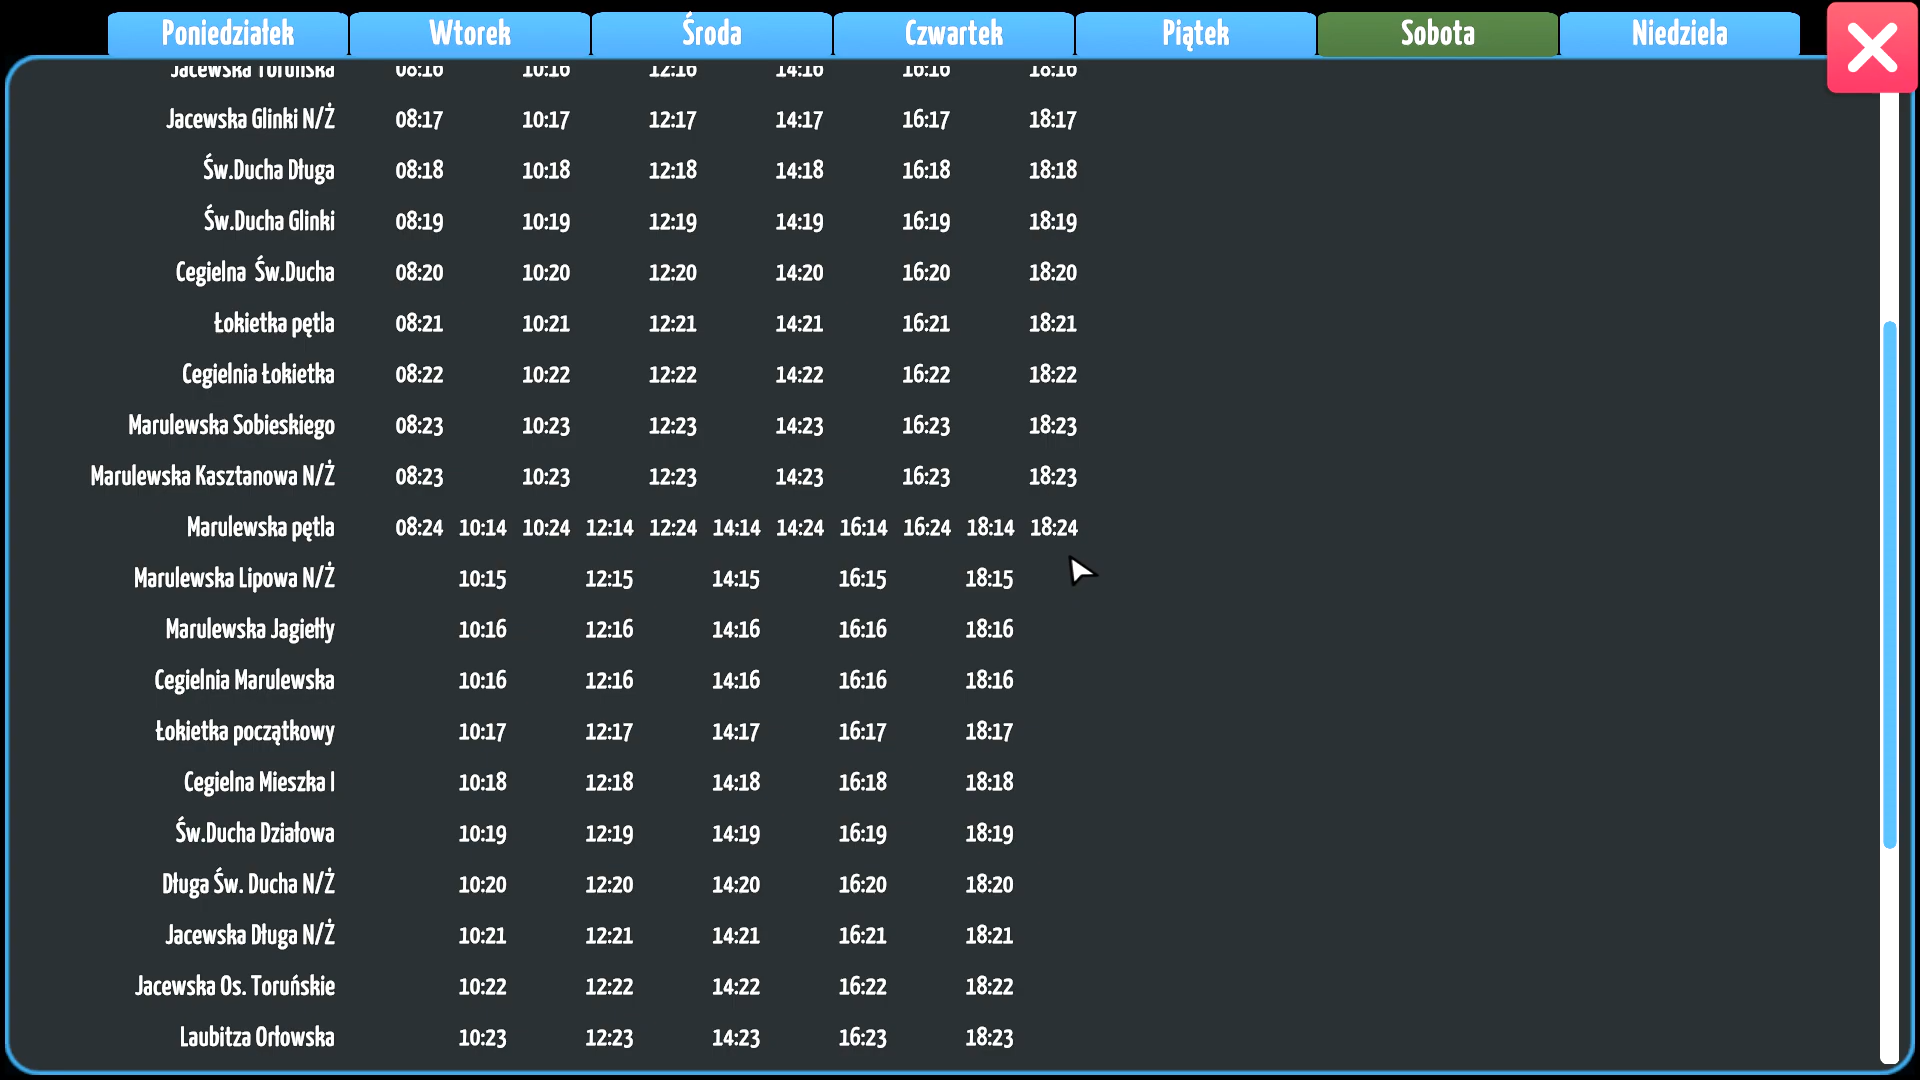 Poniedziałek Wtorek Środa Czwartek Piątek Sobota Niedziela
Jacewska Toruńska 08:16 10:16 12:16 14:16 16:16 18:16
Jacewska Glinki N/Ż 08:17 10:17 12:17 14:17 16:17 18:17
Św.Ducha Długa 08:18 10:18 12:18 14:18 16:18 18:18
Św.Ducha Glinki 08:19 10:19 12:19 14:19 16:19 18:19
Cegielna Św.Ducha 08:20 10:20 12:20 14:20 16:20 18:20
Łokietka pętla 08:21 10:21 12:21 14:21 16:21 18:21
Cegielnia Łokietka 08:22 10:22 12:22 14:22 16:22 18:22
Marulewska Sobieskiego 08:23 10:23 12:23 14:23 16:23 18:23
Marulewska Kasztanowa N/Ż 08:23 10:23 12:23 14:23 16:23 18:23
Marulewska pętla 08:24 10:14 10:24 12:14 12:24 14:14 14:24 16:14 16:24 18:14 18:24
Marulewska Lipowa N/Ż 10:15 12:15 14:15 16:15 18:15
Marulewska Jagiełły 10:16 12:16 14:16 16:16 18:16
Cegielnia Marulewska 10:16 12:16 14:16 16:16 18:16
Łokietka początkowy 10:17 12:17 14:17 16:17 18:17
Cegielna Mieszka I 10:18 12:18 14:18 16:18 18:18
Św.Ducha Działowa 10:19 12:19 14:19 16:19 18:19
Długa Św. Ducha N/Ż 10:20 12:20 14:20 16:20 18:20
Jacewska Długa N/Ż 10:21 12:21 14:21 16:21 18:21
Jacewska Os. Toruńskie 10:22 12:22 14:22 16:22 18:22
Laubitza Orłowska 10:23 12:23 14:23 16:23 18:23